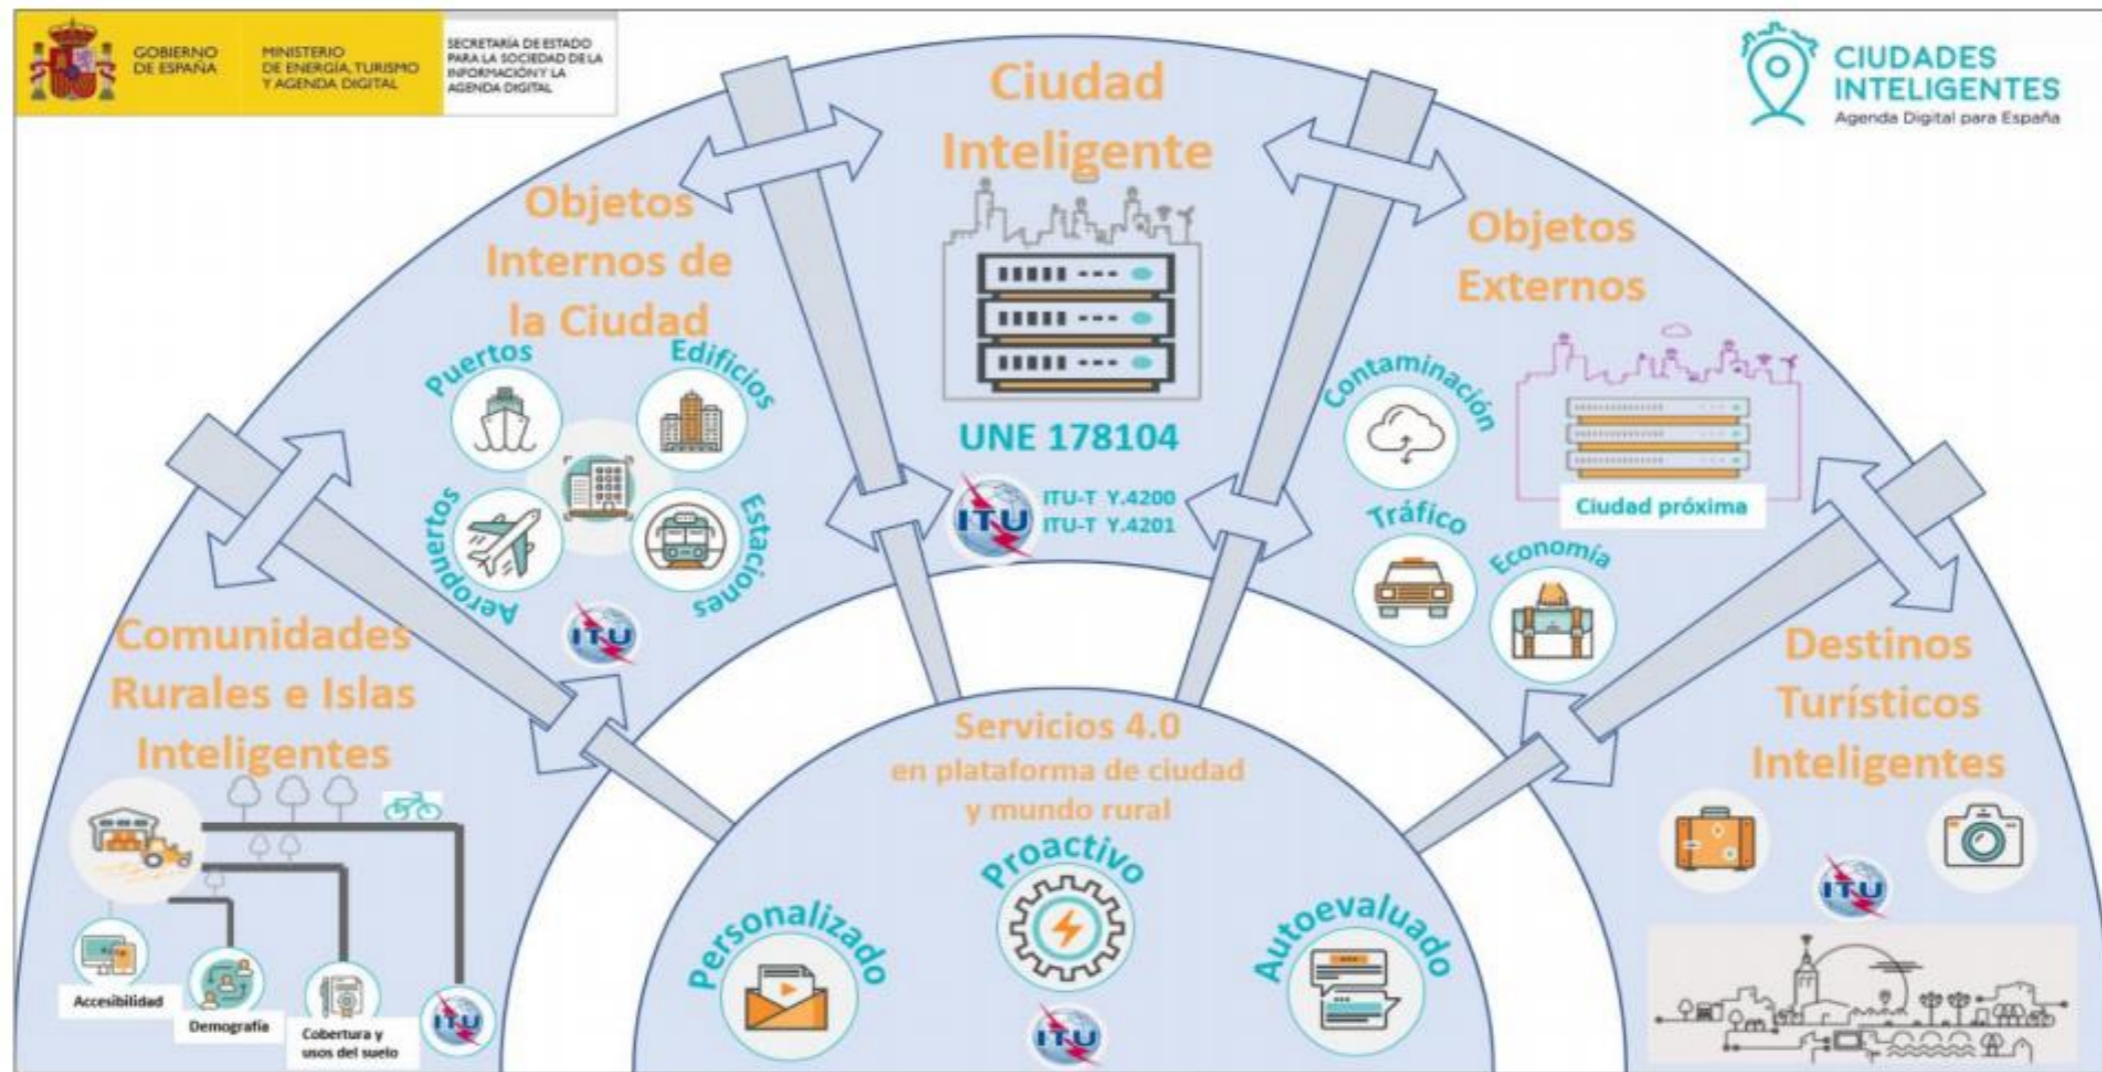 GOBIERNO
DE ESPAÑA
MINISTERIO
DE ENERGÍA, TURISMO
Y AGENDA DIGITAL
SECRETARÍA DE ESTADO
PARA LA SOCIEDAD DE LA
INFORMACIÓN Y LA
AGENDA DIGITAL
CIUDADES
INTELIGENTES
Agenda Digital para España
Comunidades
Rurales e Islas
Inteligentes
Accesibilidad
Demografía
Cobertura y
usos del suelo
ITU
Objetos
Internos de
la Ciudad
Puertos
Edificios
Aeropuertos
Estaciones
ITU
Ciudad
Inteligente
UNE 178104
ITU
ITU-T Y.4200
ITU-T Y.4201
Objetos
Externos
Contaminación
Ciudad próxima
Tráfico
Economía
Destinos
Turísticos
Inteligentes
ITU
Servicios 4.0
en plataforma de ciudad
y mundo rural
Personalizado
Proactivo
Autoevaluado
ITU